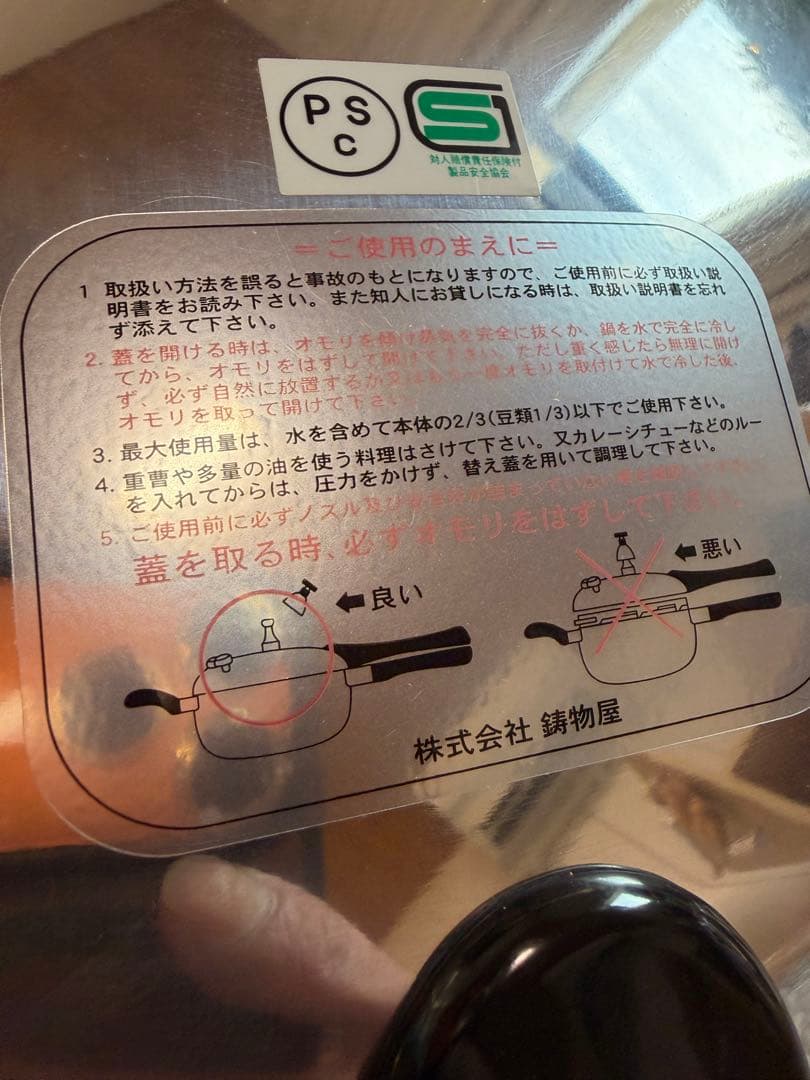 PS
C
S
対人賠償責任保険付
製品安全協会
=ご使用のまえに=
1 取扱い方法を誤ると事故のもとになりますので、ご使用前に必ず取扱い説
明書をお読み下さい。また知人にお貸しになる時は、取扱い説明書を忘れ
ず添えて下さい。
2. 蓋を開ける時は、オモリを傾け蒸気を完全に抜くか、鍋を水で完全に冷し
てから、オモリをはずして開けて下さい。ただし重く感じたら無理に開け
ず、必ず自然に放置するか又はもう一度オモリを取付けて水で冷した後、
オモリを取って開けて下さい。
3. 最大使用量は、水を含めて本体の2/3(豆類1/3)以下でご使用下さい。
4. 重曹や多量の油を使う料理はさけて下さい。又カレーシチューなどのルー
を入れてからは、圧力をかけず、替え蓋を用いて調理して下さい。
5. ご使用前に必ずノズル及び
蓋を取る時、必ずオモリをはずして下さい。
良い
悪い
株式会社 鋳物屋